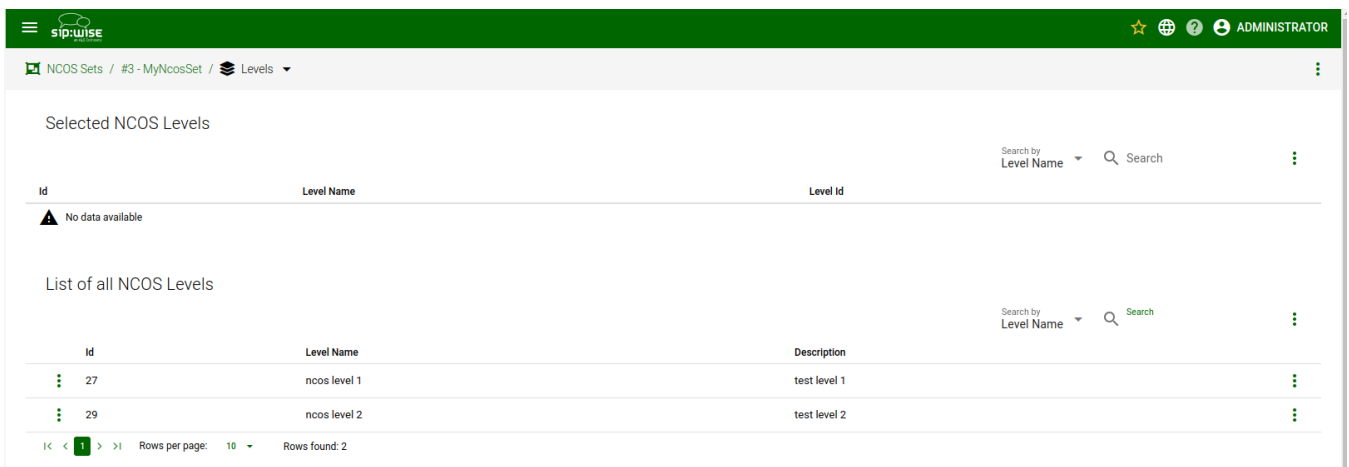 sip:wise ADMINISTRATOR
NCOS Sets / #3 - MyNcosSet / Levels
Selected NCOS Levels
Search by
Level Name Search
Id Level Name Level Id
No data available
List of all NCOS Levels
Search by Search
Level Name
Id Level Name Description
27 ncos level 1 test level 1
29 ncos level 2 test level 2
1 Rows per page: 10 Rows found: 2